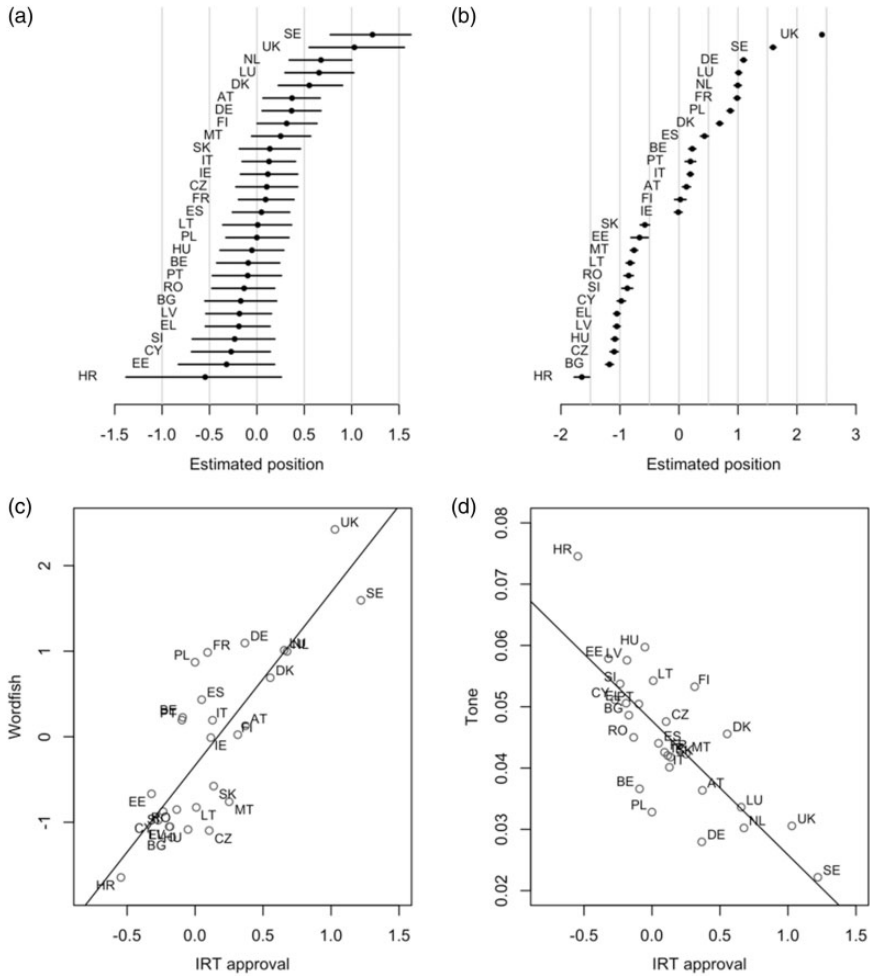 (a)
SE
UK
NL
LU
DK
AT
DE
FI
MT
SK
IT
IE
CZ
FR
ES
LT
PL
HU
BE
PT
RO
BG
LV
EL
SI
CY
EE
HR
-1.5 -1.0 -0.5 0.0 0.5 1.0 1.5
Estimated position
(b)
UK
SE
DE
LU
NL
FR
PL
DK
ES
BE
PT
IT
AT
FI
IE
SK
EE
MT
LT
RO
SI
CY
EL
LV
HU
CZ
BG
HR
-2 -1 0 1 2 3
Estimated position
(c)
Wordfish
2
1
0
-1
UK
SE
DE
FR
PL
NL
DK
ES
BE
PT
IT
AT
FI
IE
EE
SK
MT
LT
CZ
RO
CY
HU
BG
HR
-0.5 0.0 0.5 1.0 1.5
IRT approval
(d)
Tone
0.08
0.07
0.06
0.05
0.04
0.03
0.02
HR
HU
EE LV
LT
SI
FI
CY PT
BG
CZ
RO
DK
ES
MT
IT
BE
AT
PL
LU
NL
UK
DE
SE
-0.5 0.0 0.5 1.0 1.5
IRT approval